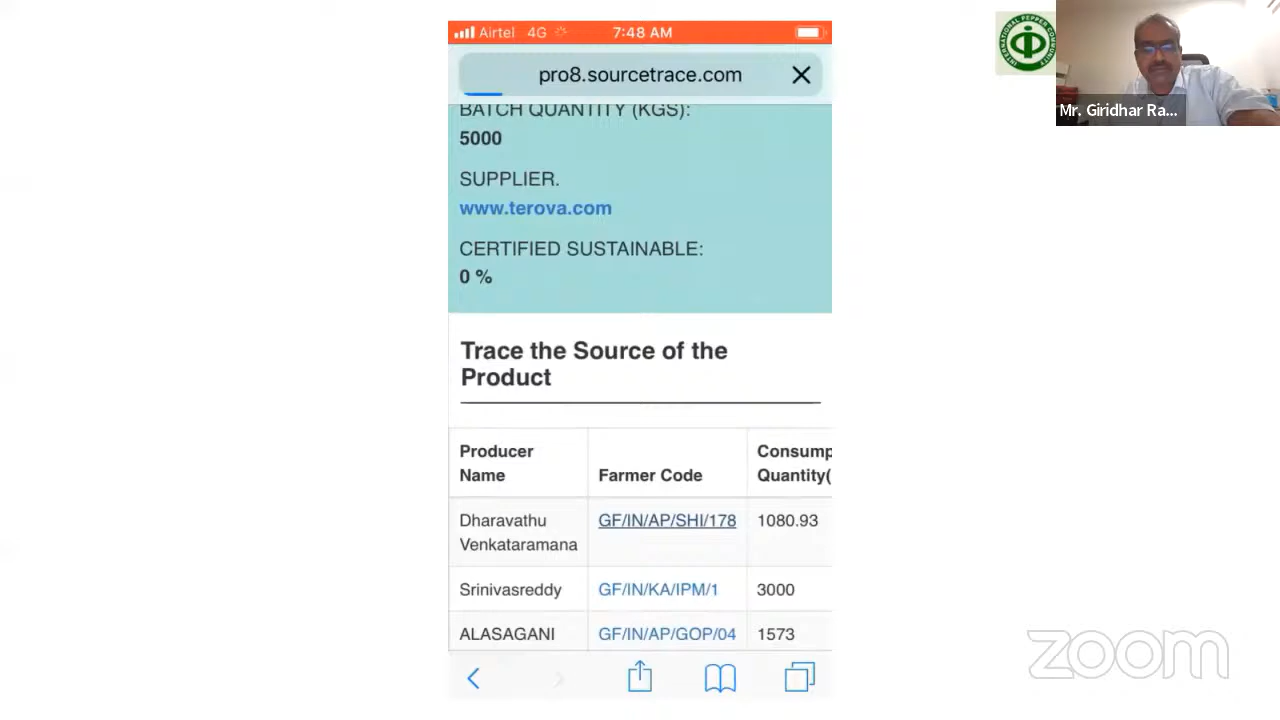 Airtel 4G 7:48 AM
pro8.sourcetrace.com
BATCH QUANTITY (KGS):
5000
SUPPLIER.
www.terova.com
CERTIFIED SUSTAINABLE:
0 %
Trace the Source of the
Product
Producer
Name
Farmer Code
Consump
Quantity(
Dharavathu
Venkataramana
GF/IN/AP/SHI/178
1080.93
Srinivasreddy
GF/IN/KA/IPM/1
3000
ALASAGANI
GF/IN/AP/GOP/04
1573
INTERNATIONAL PEPPER COMMUNITY
Mr. Giridhar Ra...
zoom